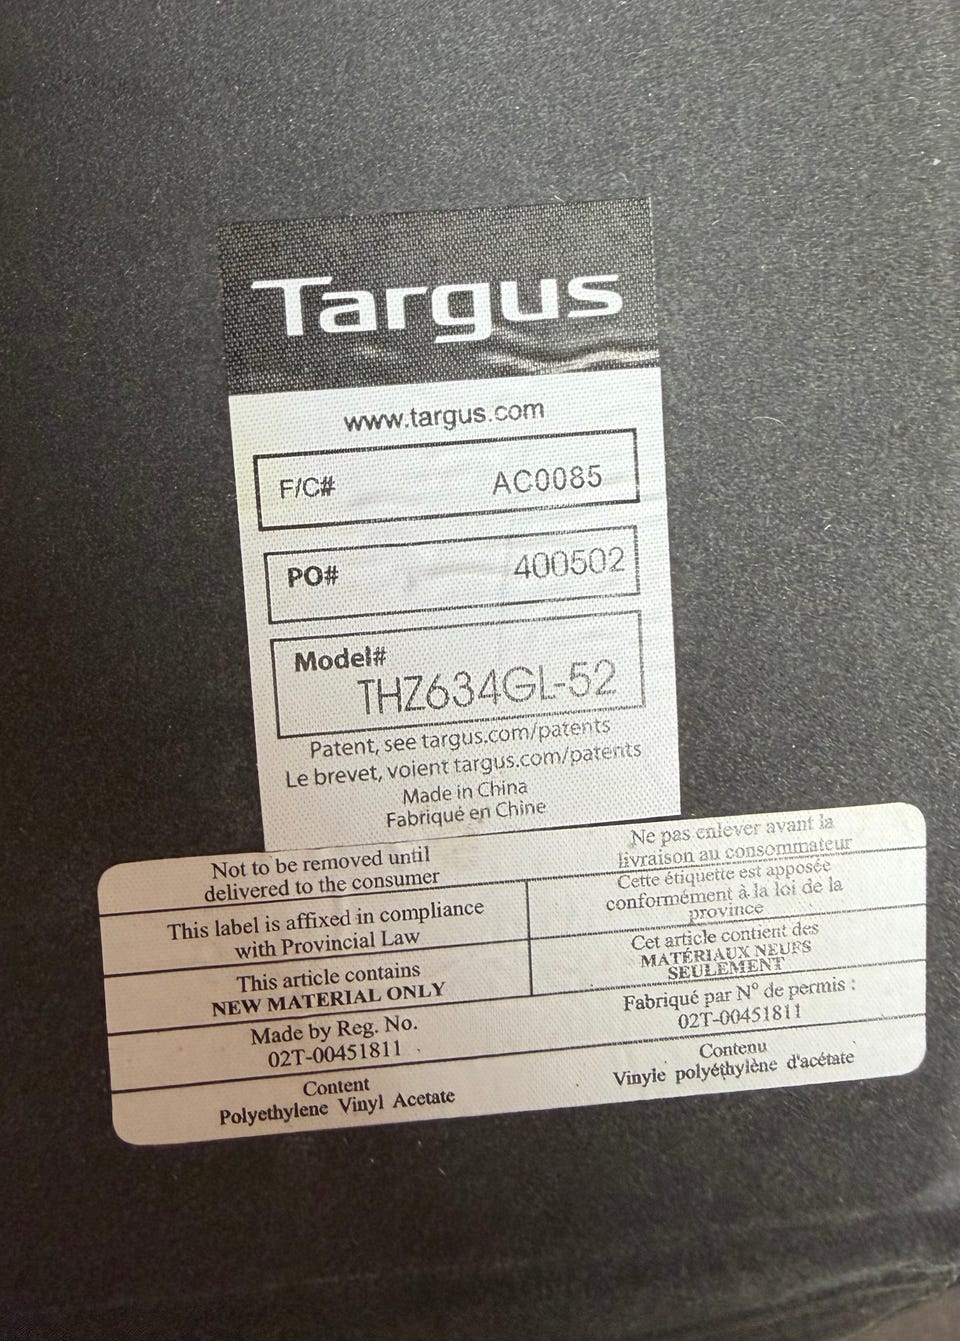 Targus
www.targus.com
F/C# AC0085
PO# 400502
Model#
THZ634GL-52
Patent, see targus.com/patents
Le brevet, voient targus.com/patents
Made in China
Fabriqué en Chine
Not to be removed until
delivered to the consumer
Ne pas enlever avant la
livraison au consommateur
This label is affixed in compliance
with Provincial Law
Cette étiquette est apposée
conformément à la loi de la
province
This article contains
NEW MATERIAL ONLY
Cet article contient des
MATÉRIAUX NEUFS
SEULEMENT
Made by Reg. No.
02T-00451811
Fabriqué par N° de permis :
02T-00451811
Content
Polyethylene Vinyl Acetate
Contenu
Vinyle polyéthylène d'acétate